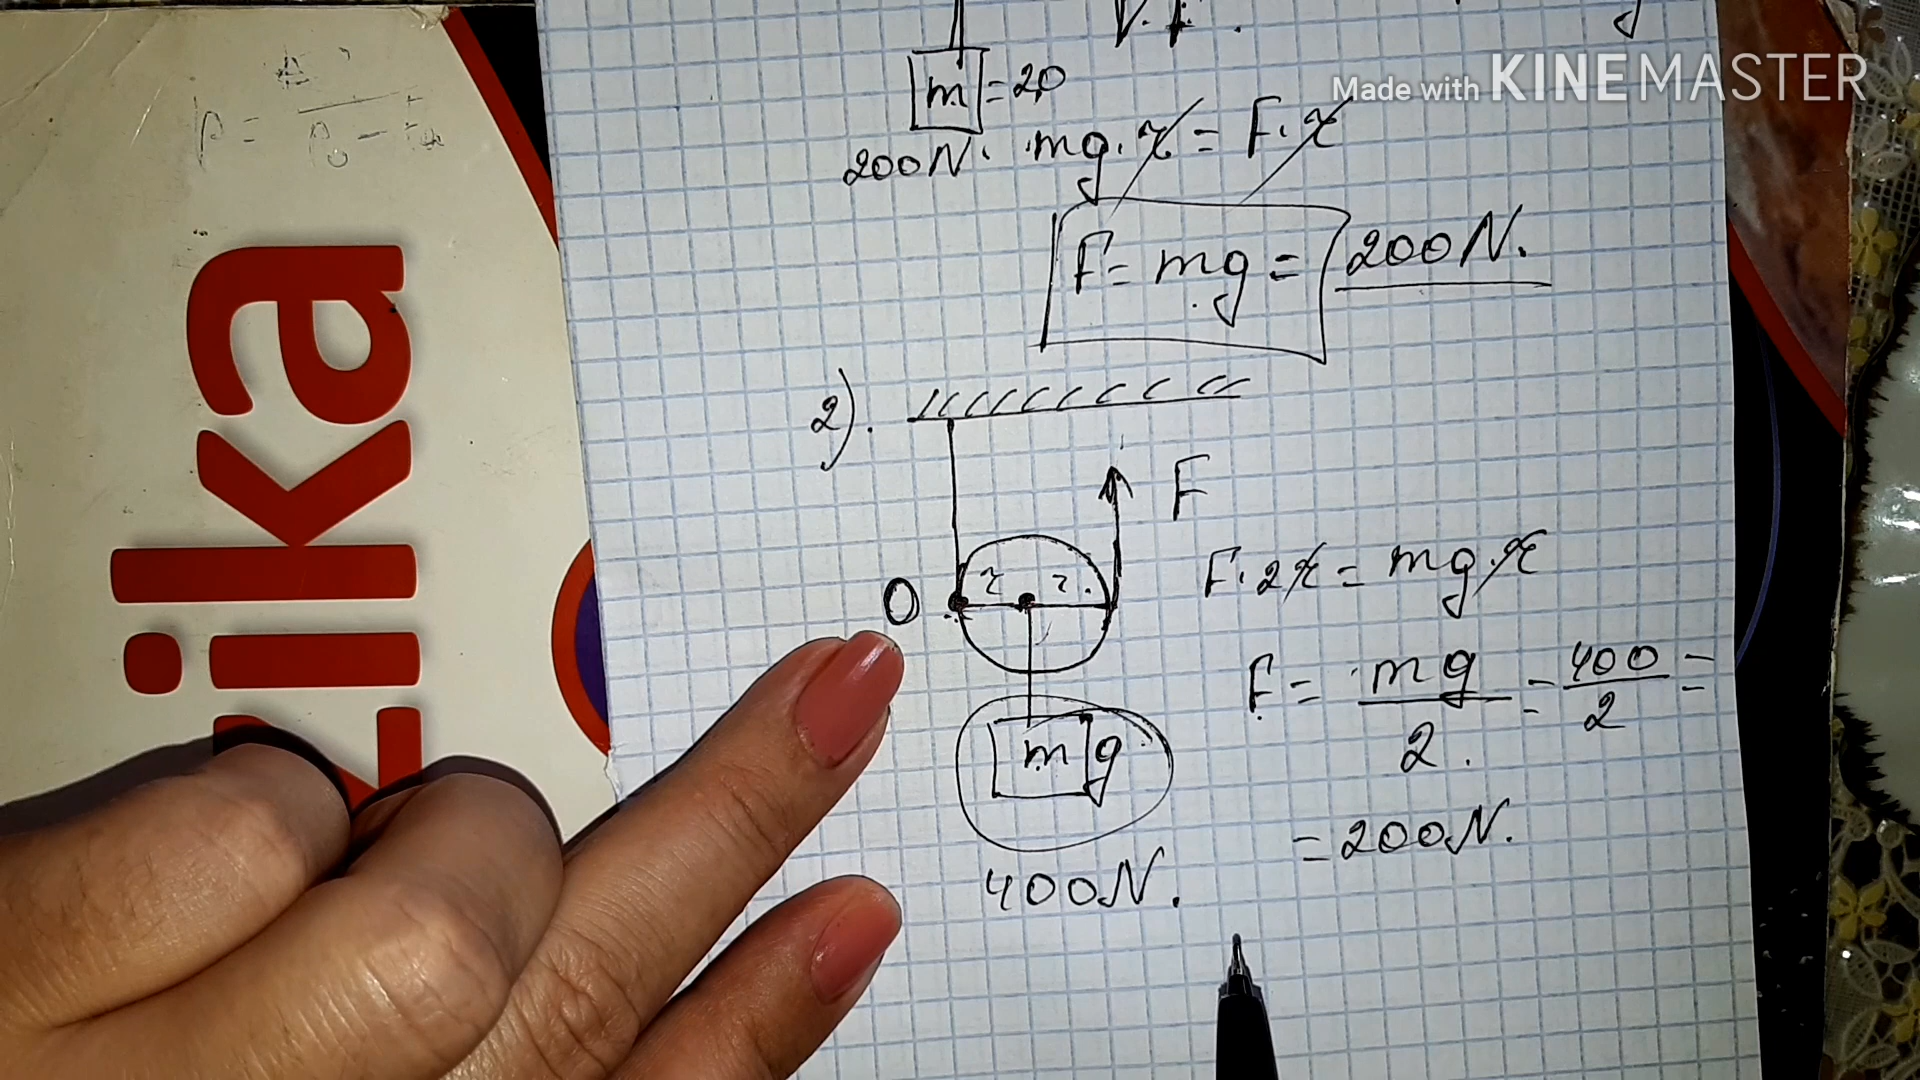 Made with KINEMASTER
m = 20
200N. mg·r = F·r
F = mg = 200N.
2).
F
O r r.
F·2r = mg·r
F = mg/2 = 400/2 =
= 200N.
mg
400N.
zika